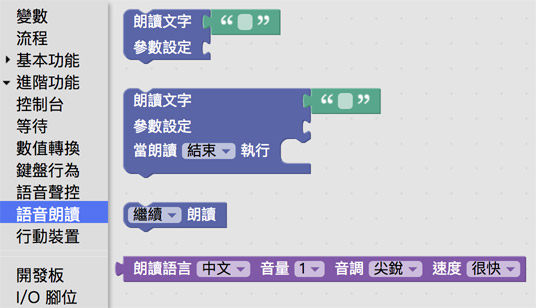 變數
流程
基本功能
進階功能
控制台
等待
數值轉換
鍵盤行為
語音聲控
語音朗讀
行動裝置
開發板
I/O 腳位
朗讀文字 “ ”
參數設定
朗讀文字 “ ”
參數設定
當朗讀 結束 執行
繼續 朗讀
朗讀語言 中文 音量 1 音調 尖銳 速度 很快